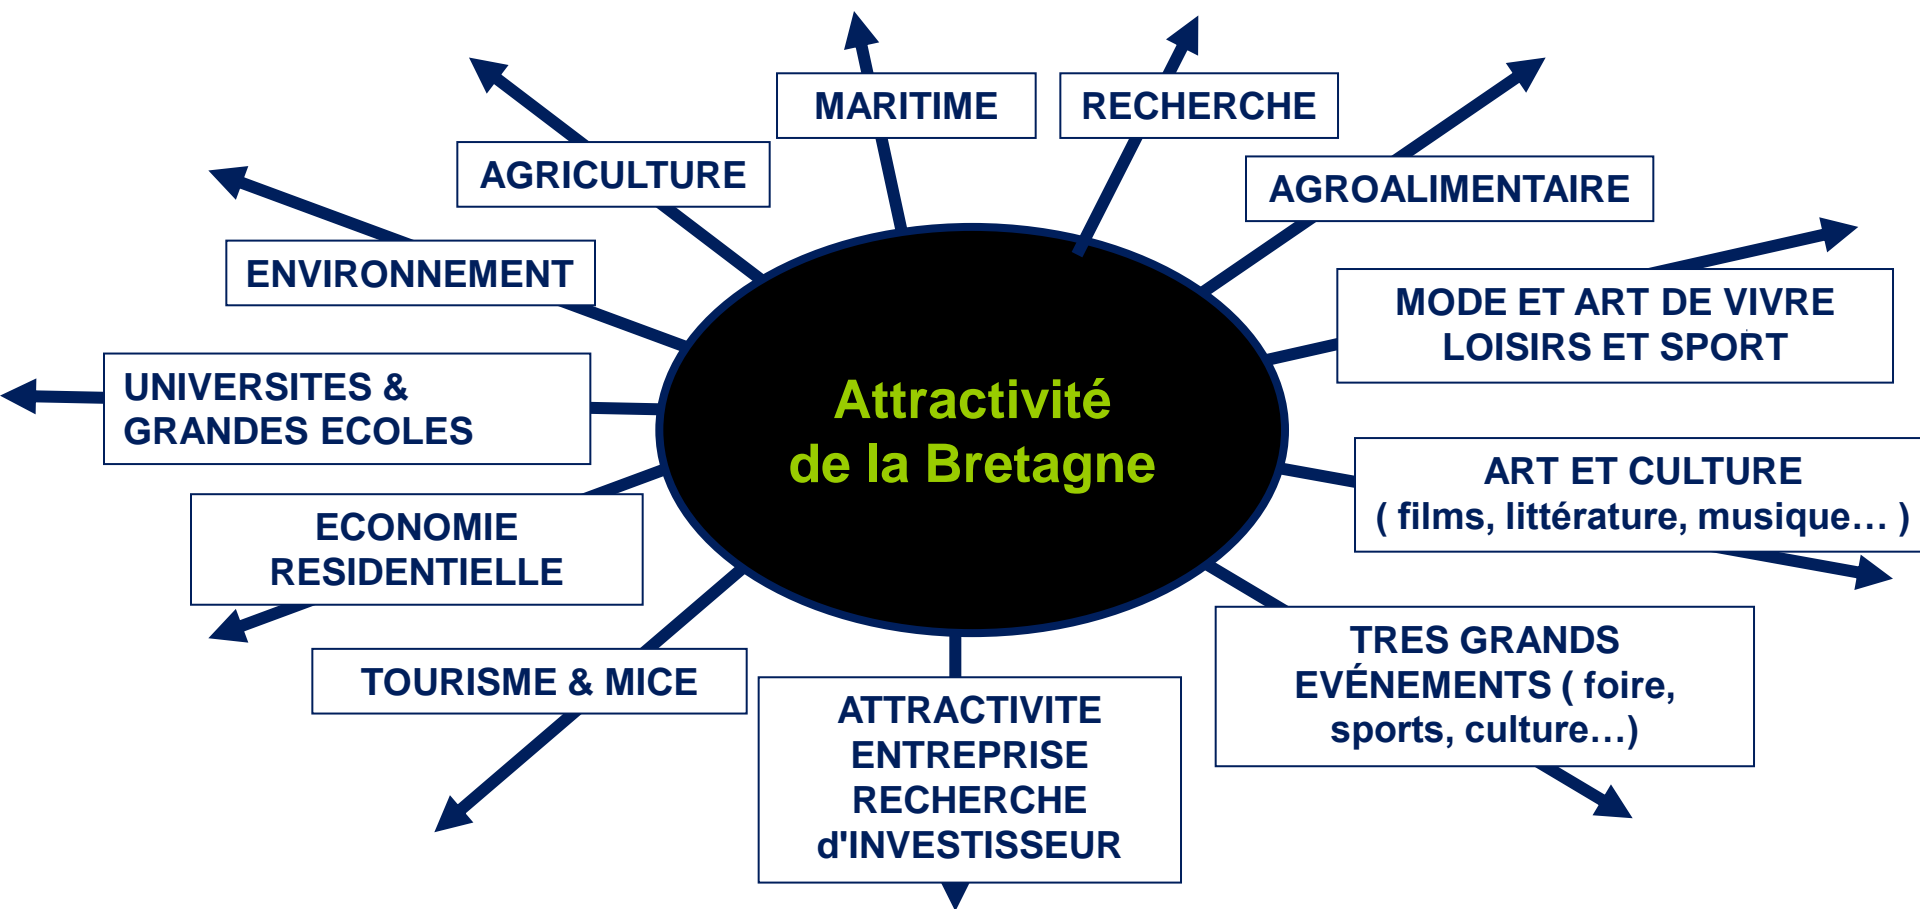 MARITIME
RECHERCHE
AGRICULTURE
AGROALIMENTAIRE
ENVIRONNEMENT
MODE ET ART DE VIVRE
LOISIRS ET SPORT
UNIVERSITES &
GRANDES ECOLES
Attractivité
de la Bretagne
ART ET CULTURE
( films, littérature, musique… )
ECONOMIE
RESIDENTIELLE
TRES GRANDS
EVÉNEMENTS ( foire,
sports, culture…)
TOURISME & MICE
ATTRACTIVITE
ENTREPRISE
RECHERCHE
d'INVESTISSEUR